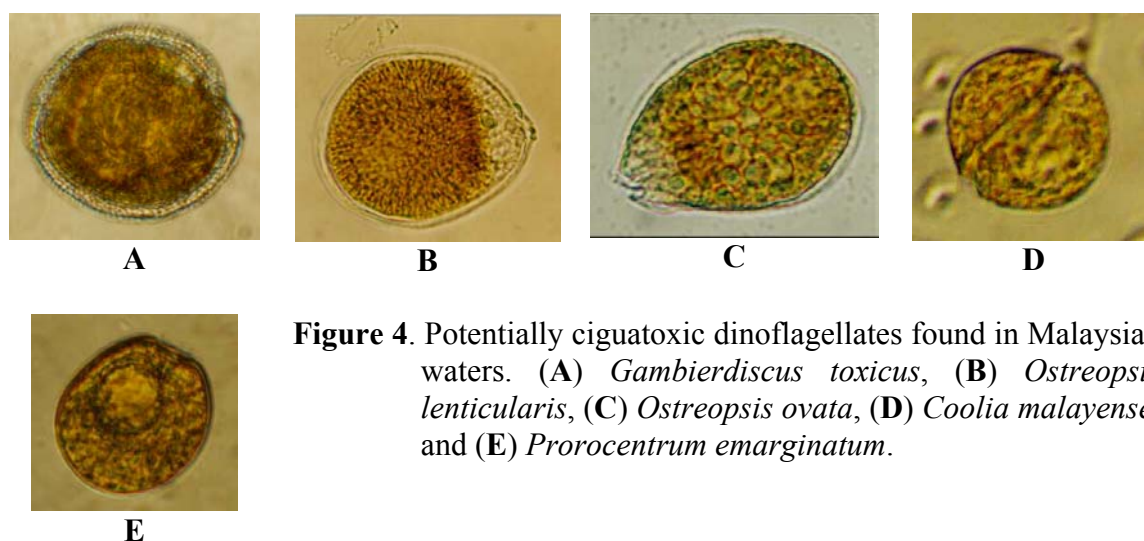 A B C D
Figure 4. Potentially ciguatoxic dinoflagellates found in Malaysia
waters. (A) Gambierdiscus toxicus, (B) Ostreopsi
lenticularis, (C) Ostreopsis ovata, (D) Coolia malayense
and (E) Prorocentrum emarginatum.
E